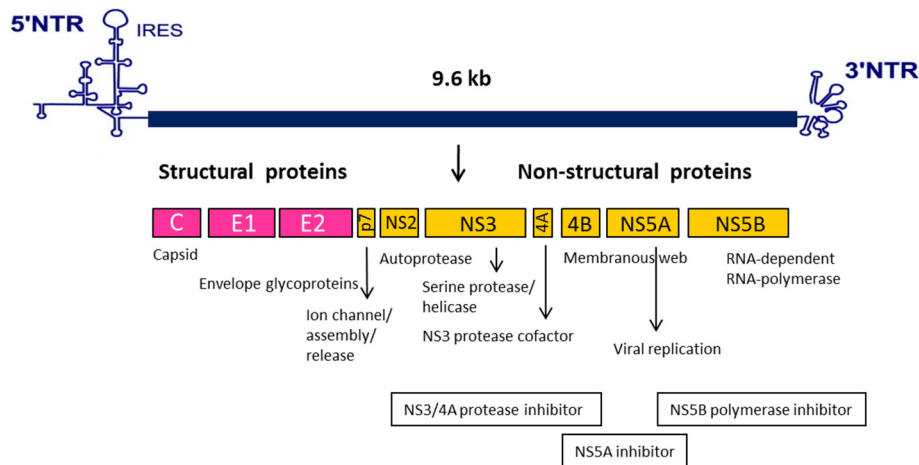 5'NTR
IRES
9.6 kb
3'NTR
Structural proteins
Non-structural proteins
C
E1
E2
p7
NS2
NS3
4A
4B
NS5A
NS5B
Capsid
Envelope glycoproteins
Ion channel/
assembly/
release
Autoprotease
Serine protease/
helicase
NS3 protease cofactor
Membranous web
Viral replication
RNA-dependent
RNA-polymerase
NS3/4A protease inhibitor
NS5B polymerase inhibitor
NS5A inhibitor